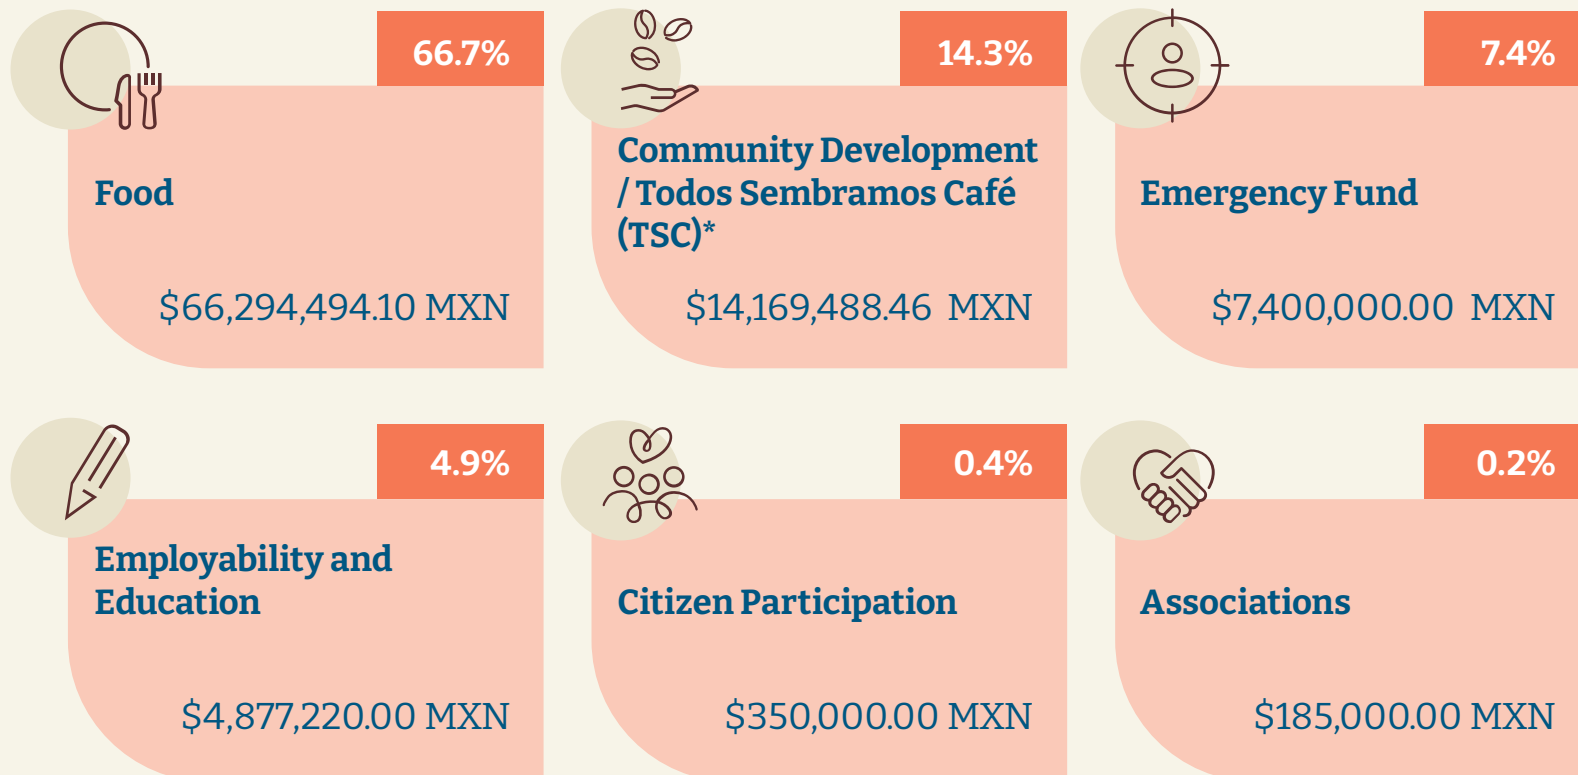 66.7%
Food
$66,294,494.10 MXN
14.3%
Community Development
/ Todos Sembramos Café
(TSC)*
$14,169,488.46 MXN
7.4%
Emergency Fund
$7,400,000.00 MXN
4.9%
Employability and
Education
$4,877,220.00 MXN
0.4%
Citizen Participation
$350,000.00 MXN
0.2%
Associations
$185,000.00 MXN